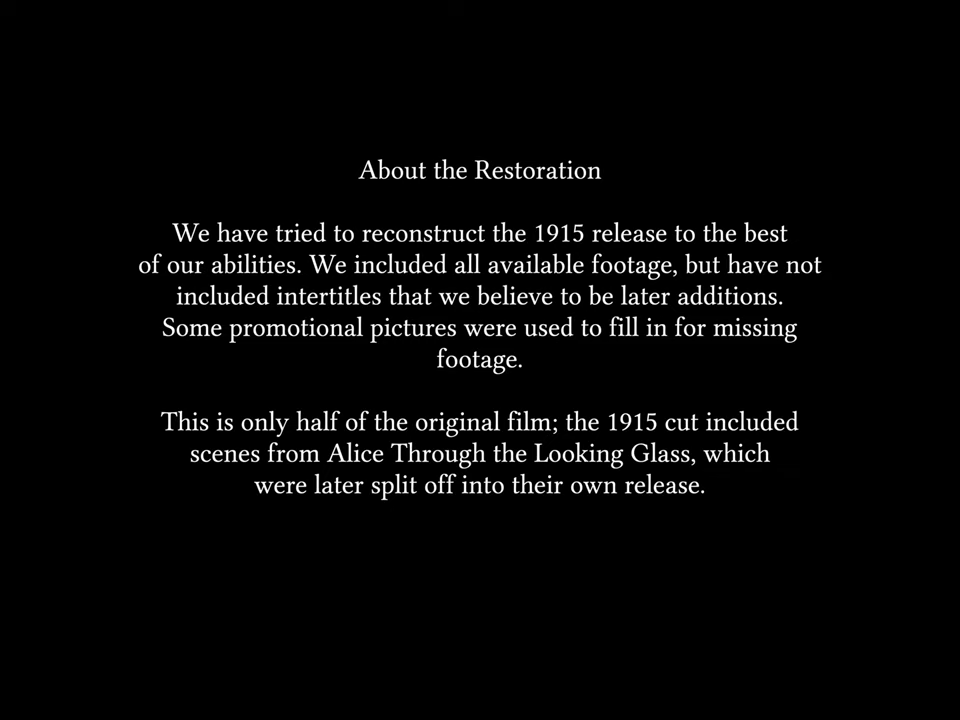 About the Restoration
We have tried to reconstruct the 1915 release to the best
of our abilities. We included all available footage, but have not
included intertitles that we believe to be later additions.
Some promotional pictures were used to fill in for missing
footage.
This is only half of the original film; the 1915 cut included
scenes from Alice Through the Looking Glass, which
were later split off into their own release.